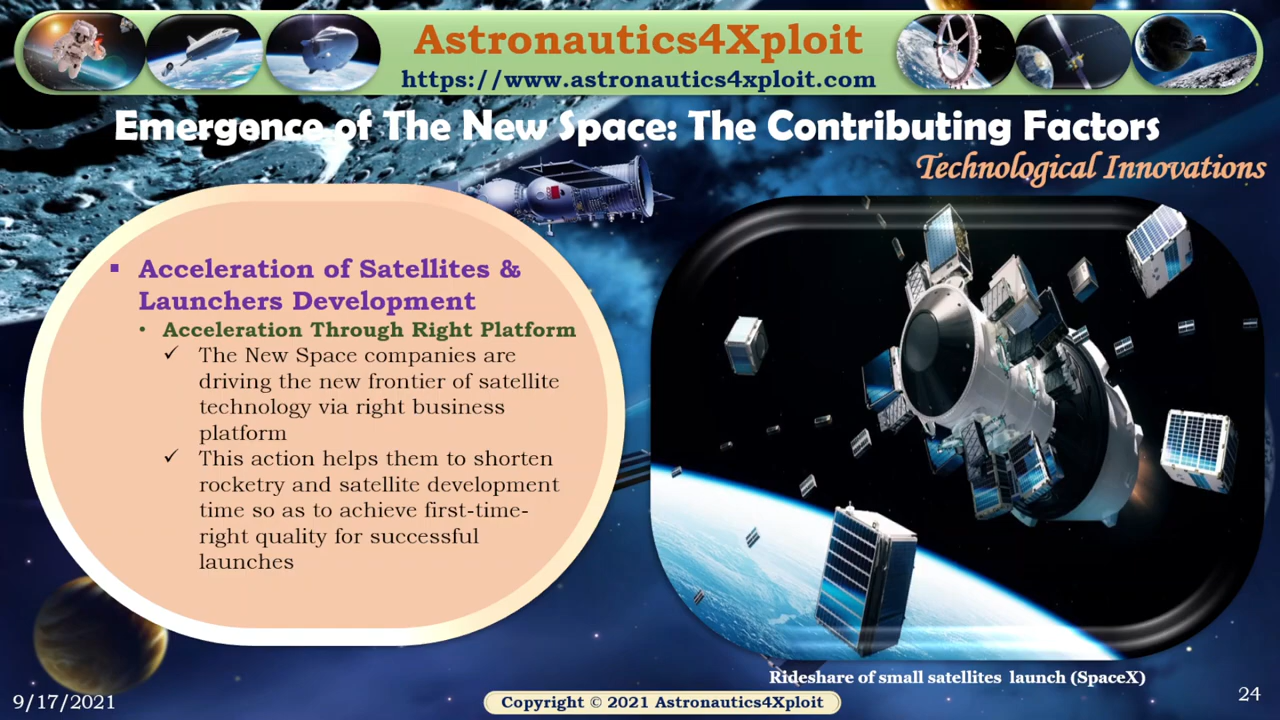 Astronautics4Xploit
https://www.astronautics4xploit.com
Emergence of The New Space: The Contributing Factors
Technological Innovations
▪ Acceleration of Satellites &
Launchers Development
• Acceleration Through Right Platform
✓ The New Space companies are
driving the new frontier of satellite
technology via right business
platform
✓ This action helps them to shorten
rocketry and satellite development
time so as to achieve first-time-
right quality for successful
launches
Rideshare of small satellites launch (SpaceX)
9/17/2021
Copyright © 2021 Astronautics4Xploit
24